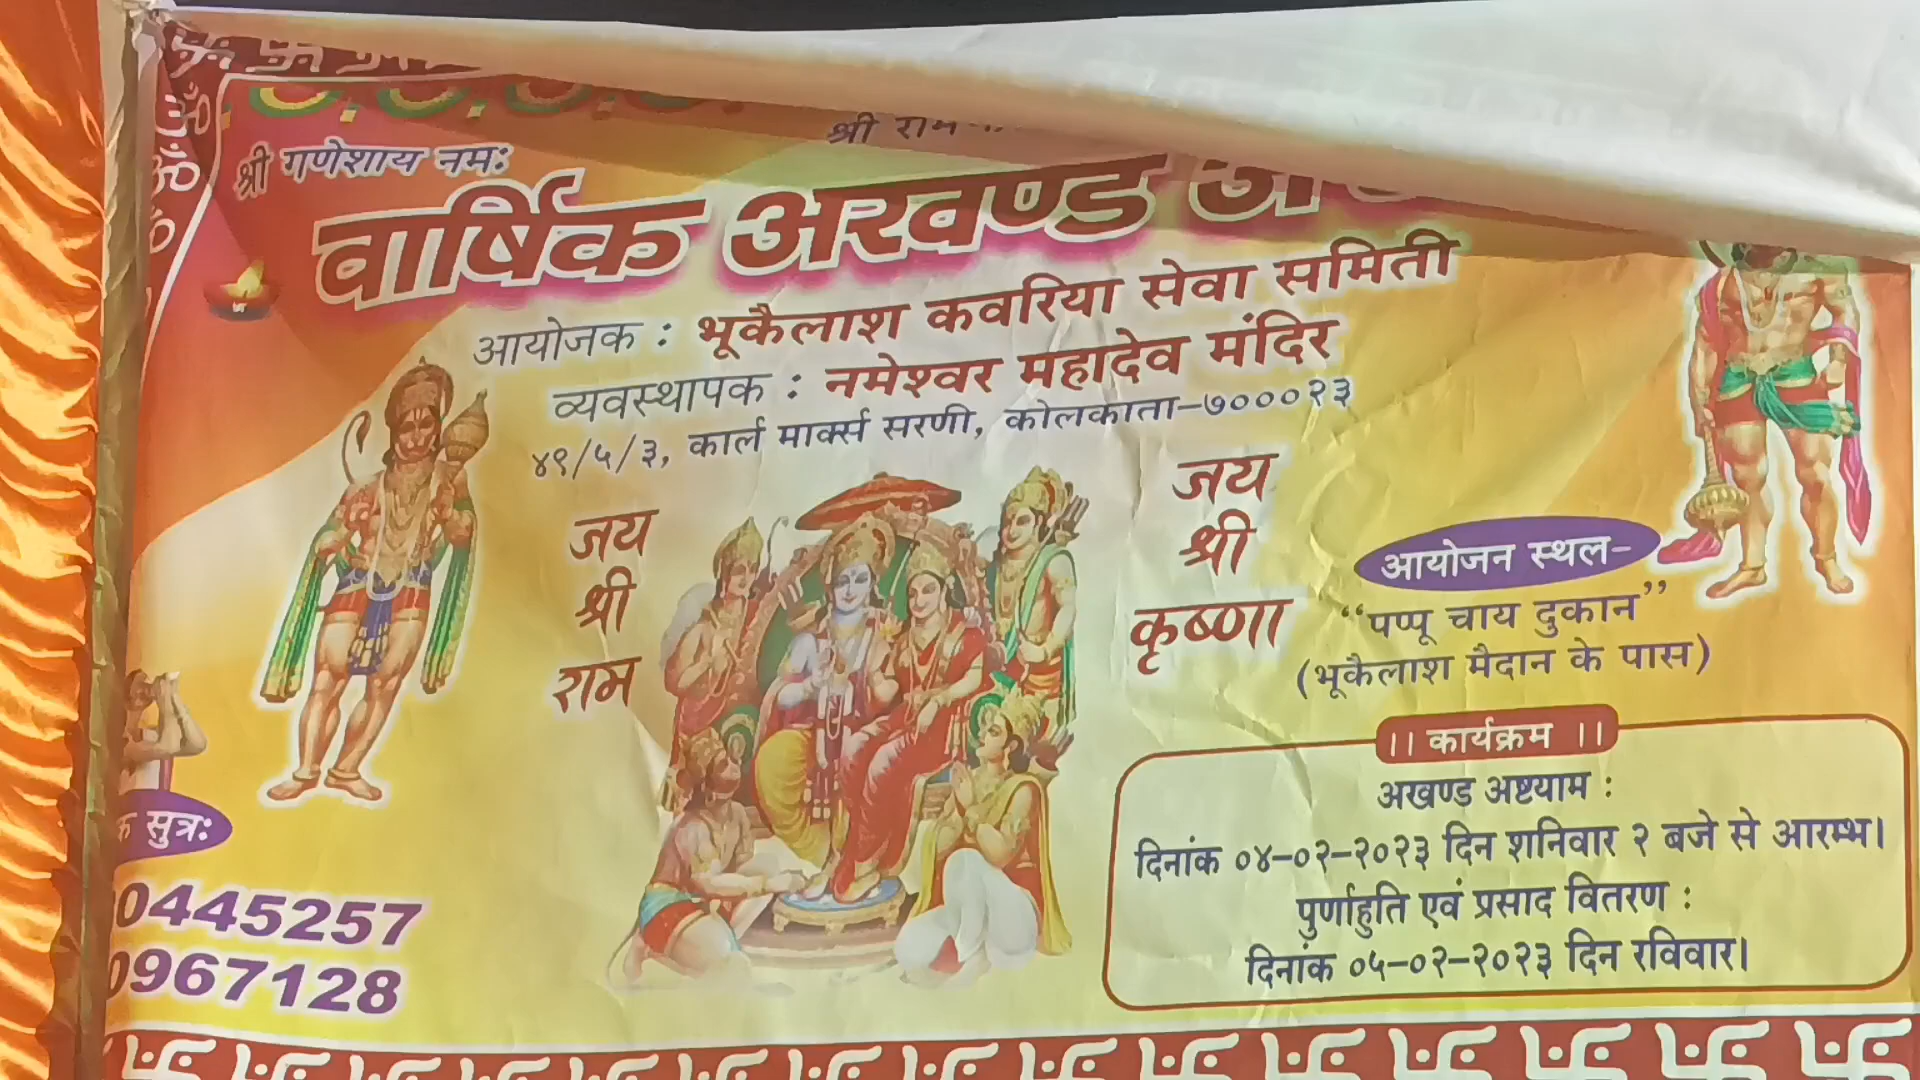 श्री गणेशाय नमः
श्री राम
वार्षिक अखण्ड
आयोजक : भूकैलाश कवरिया सेवा समिती
व्यवस्थापक : नमेश्वर महादेव मंदिर
४९/५/३, कार्ल मार्क्स सरणी, कोलकाता-७०००२३
जय
श्री
राम
जय
श्री
कृष्णा
आयोजन स्थल-
“पप्पू चाय दुकान”
(भूकैलाश मैदान के पास)
।। कार्यक्रम ।।
अखण्ड अष्टयाम :
दिनांक ०४-०२-२०२३ दिन शनिवार २ बजे से आरम्भ।
पुर्णाहुति एवं प्रसाद वितरण :
दिनांक ०५-०२-२०२३ दिन रविवार।
सुत्रः
0445257
0967128